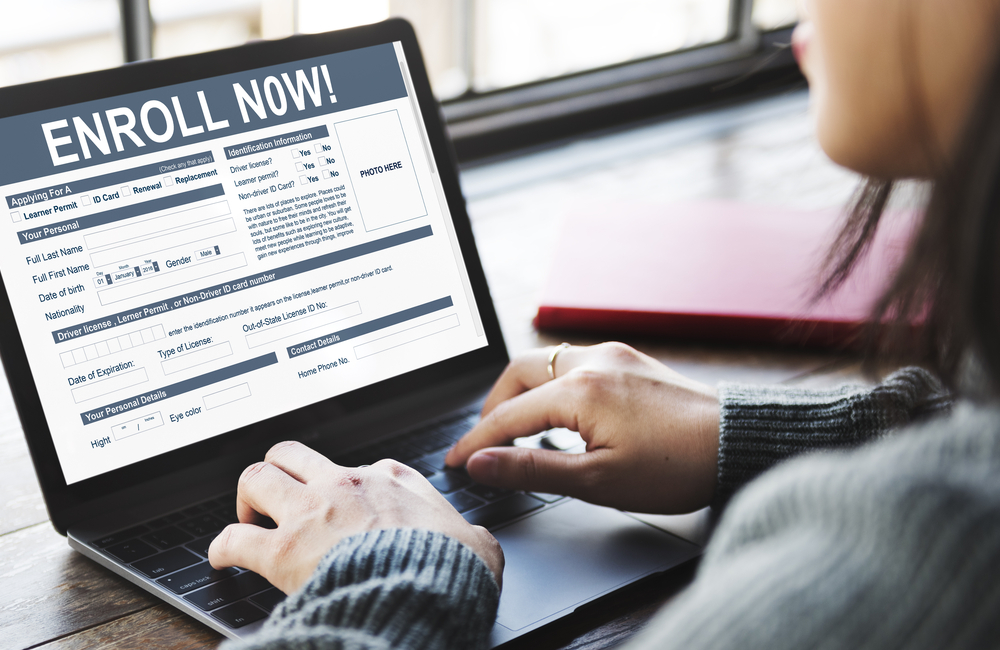 ENROLL NOW!
Applying For A (Check any that apply)
Learner Permit ID Card Renewal Replacement
Your Personal
Full Last Name
Full First Name
Date of birth Day 01 Month January Year 2018 Gender Male
Nationality
Identification Information
Driver license? Yes No
Learner permit? Yes No
Non-driver ID Card? Yes No
There are lots of places to explore. Places could
be urban or suburban. Some people loves to be
with nature to free their minds and refresh their
souls, but some like to be in the city. You will get
lots of benefits such as exploring new culture,
meet new people while learning to be adaptive,
gain new experiences through things, improve
PHOTO HERE
Driver license , Lerner Permit , or Non-Driver ID card number
enter the identification number it appears on the license,learner permit,or non-driver ID card.
Date of Expiration:
Type of License:
Out-of-State License ID No:
Your Personal Details
Hight /
Eye color
Contact Details
Home Phone No.
tab
caps lock
shift
fn